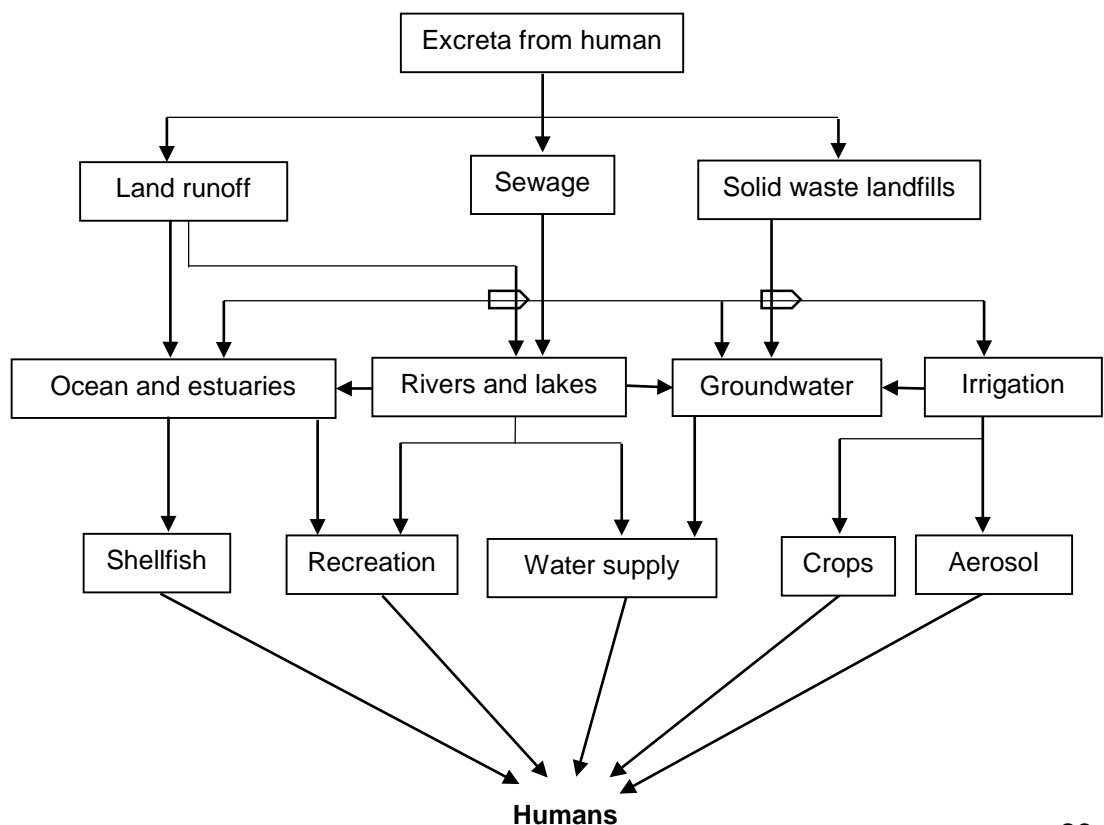 Excreta from human
Land runoff
Sewage
Solid waste landfills
Ocean and estuaries
Rivers and lakes
Groundwater
Irrigation
Shellfish
Recreation
Water supply
Crops
Aerosol
Humans